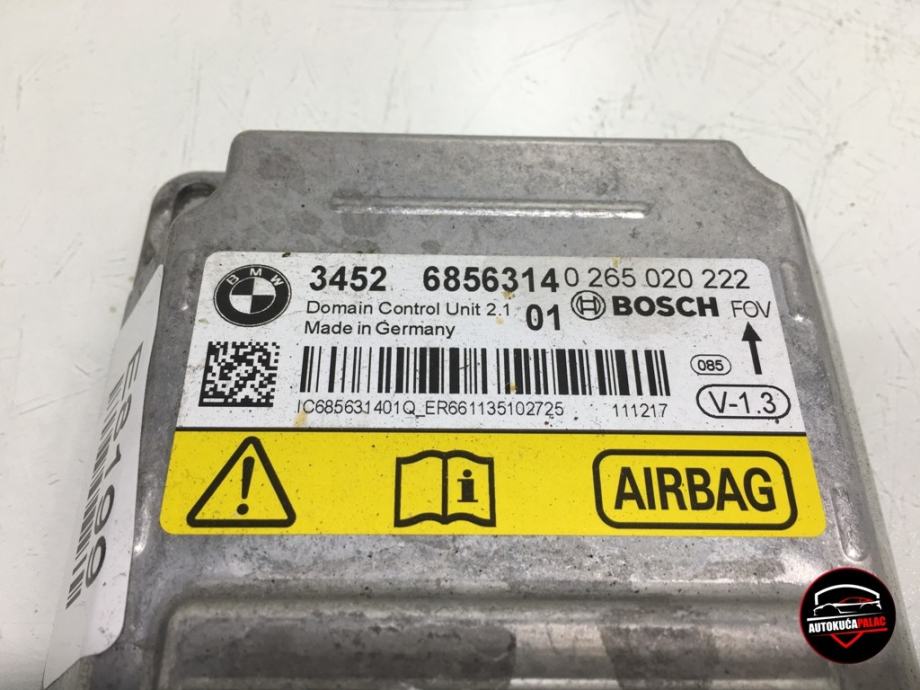 BMW
3452 6856314 0 265 020 222
Domain Control Unit 2.1 01 BOSCH FOV
Made in Germany
085
V-1.3
IC685631401Q_ER661135102725 111217
i
AIRBAG
E8199
AUTOKUĆA PALAC